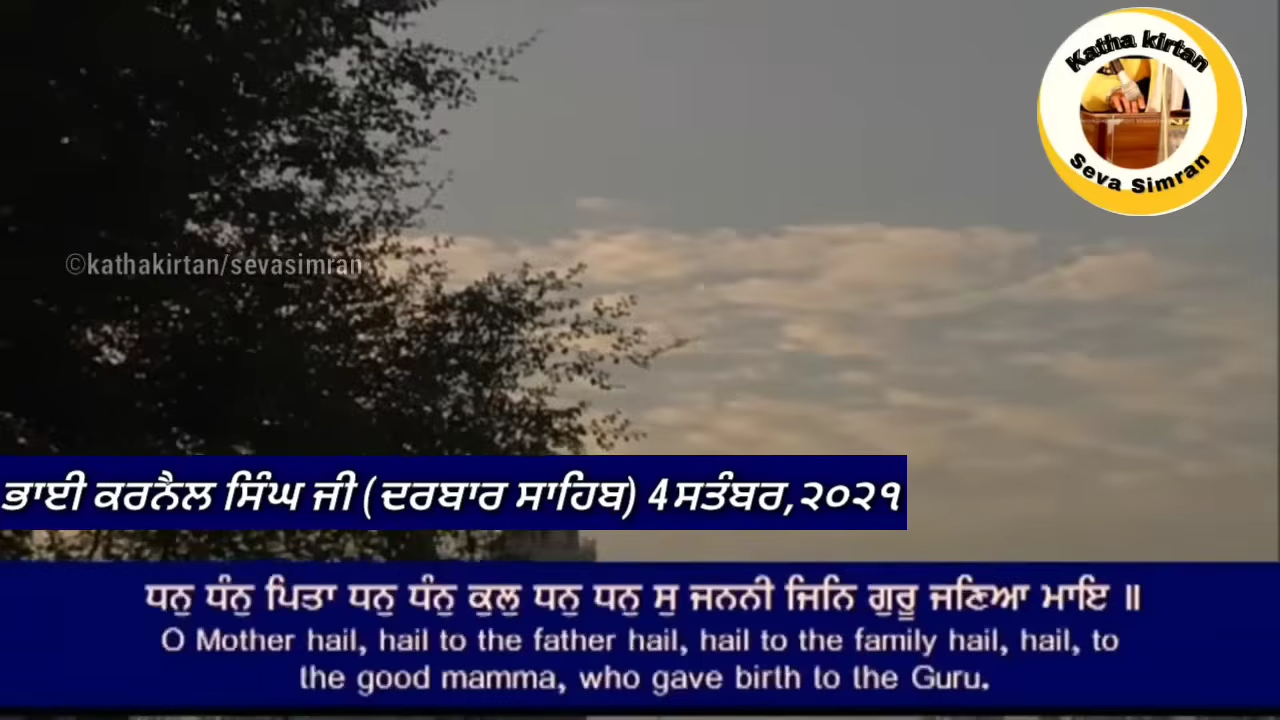 Katha kirtan
Seva Simran
©kathakirtan/sevasimran
ਭਾਈ ਕਰਨੈਲ ਸਿੰਘ ਜੀ (ਦਰਬਾਰ ਸਾਹਿਬ) 4 ਸਤੰਬਰ,੨੦੨੧
ਧਨੁ ਧੰਨੁ ਪਿਤਾ ਧਨੁ ਧੰਨੁ ਕੁਲੁ ਧਨੁ ਧਨੁ ਸੁ ਜਨਨੀ ਜਿਨਿ ਗੁਰੂ ਜਣਿਆ ਮਾਇ ॥
O Mother hail, hail to the father hail, hail to the family hail, hail, to
the good mamma, who gave birth to the Guru.